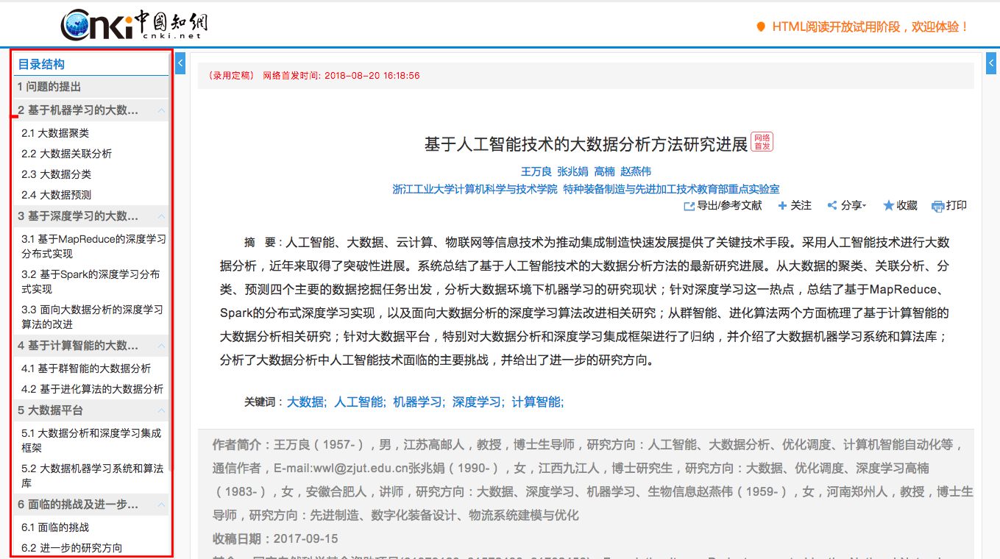 Cnki中國知網
cnki.net
HTML阅读开放试用阶段，欢迎体验！
目录结构
1 问题的提出
2 基于机器学习的大数...
2.1 大数据聚类
2.2 大数据关联分析
2.3 大数据分类
2.4 大数据预测
3 基于深度学习的大数...
3.1 基于MapReduce的深度学习
分布式实现
3.2 基于Spark的深度学习分布
式实现
3.3 面向大数据分析的深度学习
算法的改进
4 基于计算智能的大数...
4.1 基于群智能的大数据分析
4.2 基于进化算法的大数据分析
5 大数据平台
5.1 大数据分析和深度学习集成
框架
5.2 大数据机器学习系统和算法
库
6 面临的挑战及进一步...
6.1 面临的挑战
6.2 进一步的研究方向
（录用定稿） 网络首发时间: 2018-08-20 16:18:56
基于人工智能技术的大数据分析方法研究进展 网络
首发
王万良 张兆娟 高楠 赵燕伟
浙江工业大学计算机科学与技术学院 特种装备制造与先进加工技术教育部重点实验室
导出/参考文献 关注 分享 收藏 打印
摘 要：人工智能、大数据、云计算、物联网等信息技术为推动集成制造快速发展提供了关键技术手段。采用人工智能技术进行大数
据分析，近年来取得了突破性进展。系统总结了基于人工智能技术的大数据分析方法的最新研究进展。从大数据的聚类、关联分析、分
类、预测四个主要的数据挖掘任务出发，分析大数据环境下机器学习的研究现状；针对深度学习这一热点，总结了基于MapReduce、
Spark的分布式深度学习实现，以及面向大数据分析的深度学习算法改进相关研究；从群智能、进化算法两个方面梳理了基于计算智能的
大数据分析相关研究；针对大数据平台，特别对大数据分析和深度学习集成框架进行了归纳，并介绍了大数据机器学习系统和算法库；
分析了大数据分析中人工智能技术面临的主要挑战，并给出了进一步的研究方向。
关键词：大数据; 人工智能; 机器学习; 深度学习; 计算智能;
作者简介：王万良（1957-），男，江苏高邮人，教授，博士生导师，研究方向：人工智能、大数据分析、优化调度、计算机智能自动化等，
通信作者，E-mail:wwl@zjut.edu.cn张兆娟（1990-），女，江西九江人，博士研究生，研究方向：大数据、优化调度、深度学习高楠
（1983-），女，安徽合肥人，讲师，研究方向：大数据、深度学习、机器学习、生物信息赵燕伟（1959-），女，河南郑州人，教授，博士生
导师，研究方向：先进制造、数字化装备设计、物流系统建模与优化
收稿日期：2017-09-15